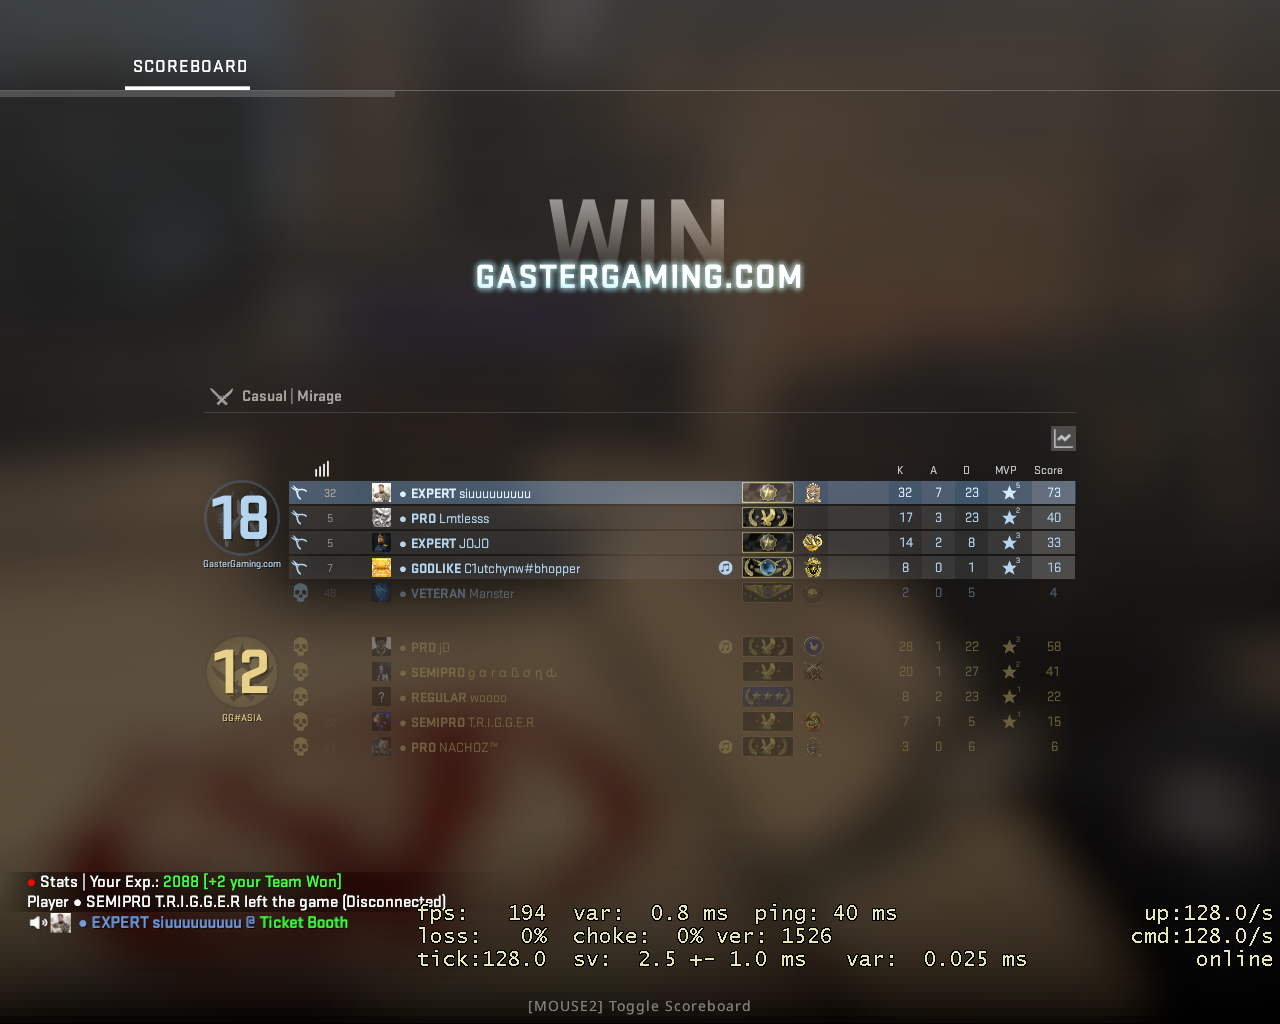 SCOREBOARD
WIN
GASTERGAMING.COM
Casual | Mirage
K A D MVP Score
18
GasterGaming.com
32 ● EXPERT siuuuuuuuuu 32 7 23 5 73
5 ● PRO Lmtlesss 17 3 23 2 40
5 ● EXPERT JOJO 14 2 8 3 33
7 ● GODLIKE C1utchynw#bhopper 8 0 1 3 16
48 ● VETERAN Manster 2 0 5 4
12
GG#ASIA
● PRO j0 28 1 22 3 58
● SEMIPRO 20 1 27 2 41
? ● REGULAR woooo 8 2 23 1 22
● SEMIPRO T.R.I.G.G.E.R 7 1 5 1 15
● PRO NACHOZ™ 3 0 6 6
● Stats | Your Exp.: 2088 [+2 your Team Won]
Player ● SEMIPRO T.R.I.G.G.E.R left the game (Disconnected)
● EXPERT siuuuuuuuuu @ Ticket Booth
fps: 194 var: 0.8 ms ping: 40 ms up:128.0/s
loss: 0% choke: 0% ver: 1526 cmd:128.0/s
tick:128.0 sv: 2.5 +- 1.0 ms var: 0.025 ms online
[MOUSE2] Toggle Scoreboard